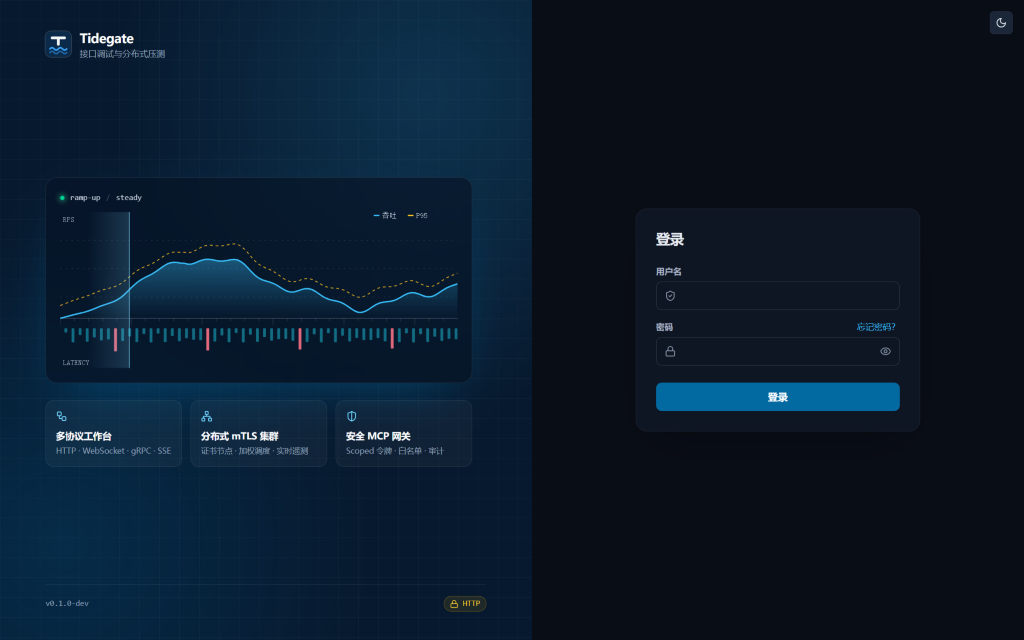 Tidegate
接口调试与分布式压测
ramp-up / steady
RPS
吞吐
P95
LATENCY
多协议工作台
HTTP · WebSocket · gRPC · SSE
分布式 mTLS 集群
证书节点 · 加权调度 · 实时遥测
安全 MCP 网关
Scoped 令牌 · 白名单 · 审计
v0.1.0-dev
HTTP
登录
用户名
密码
忘记密码?
登录